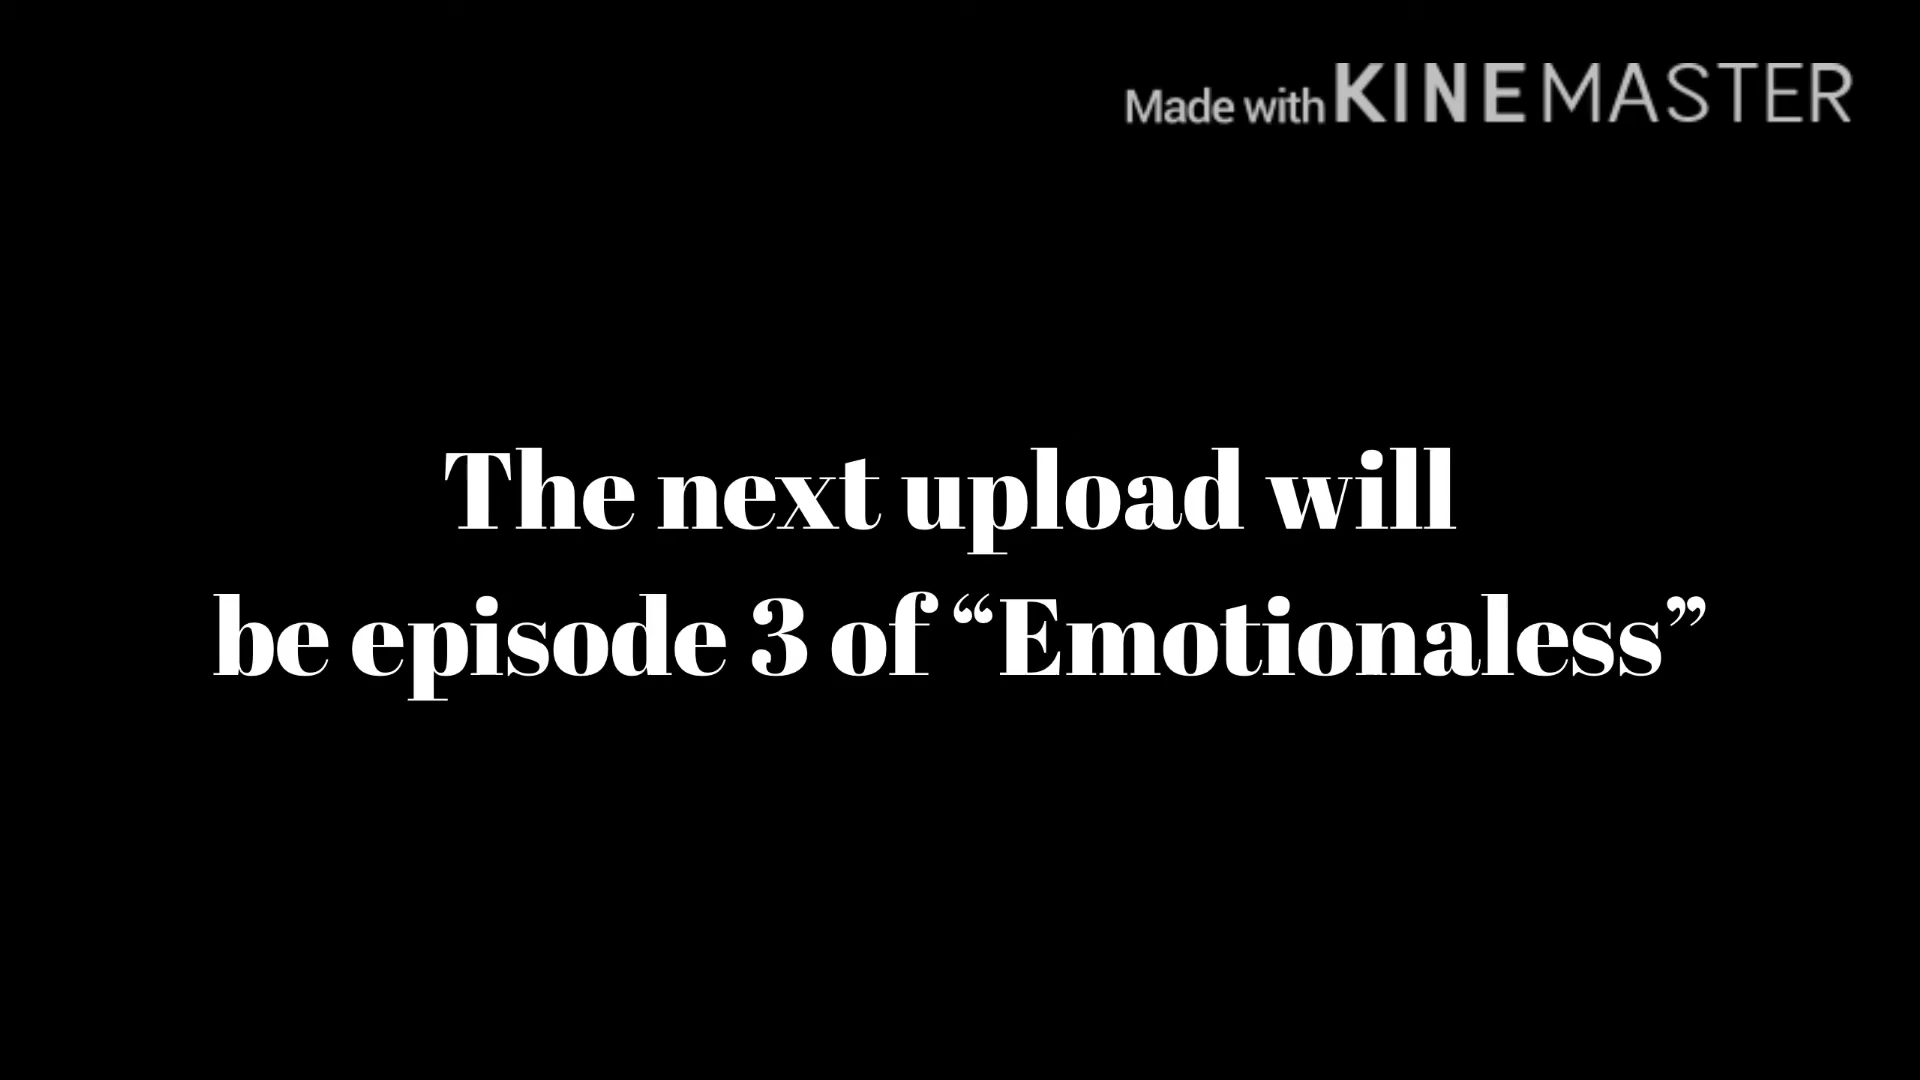 Made with KINEMASTER
The next upload will
be episode 3 of “Emotionaless”